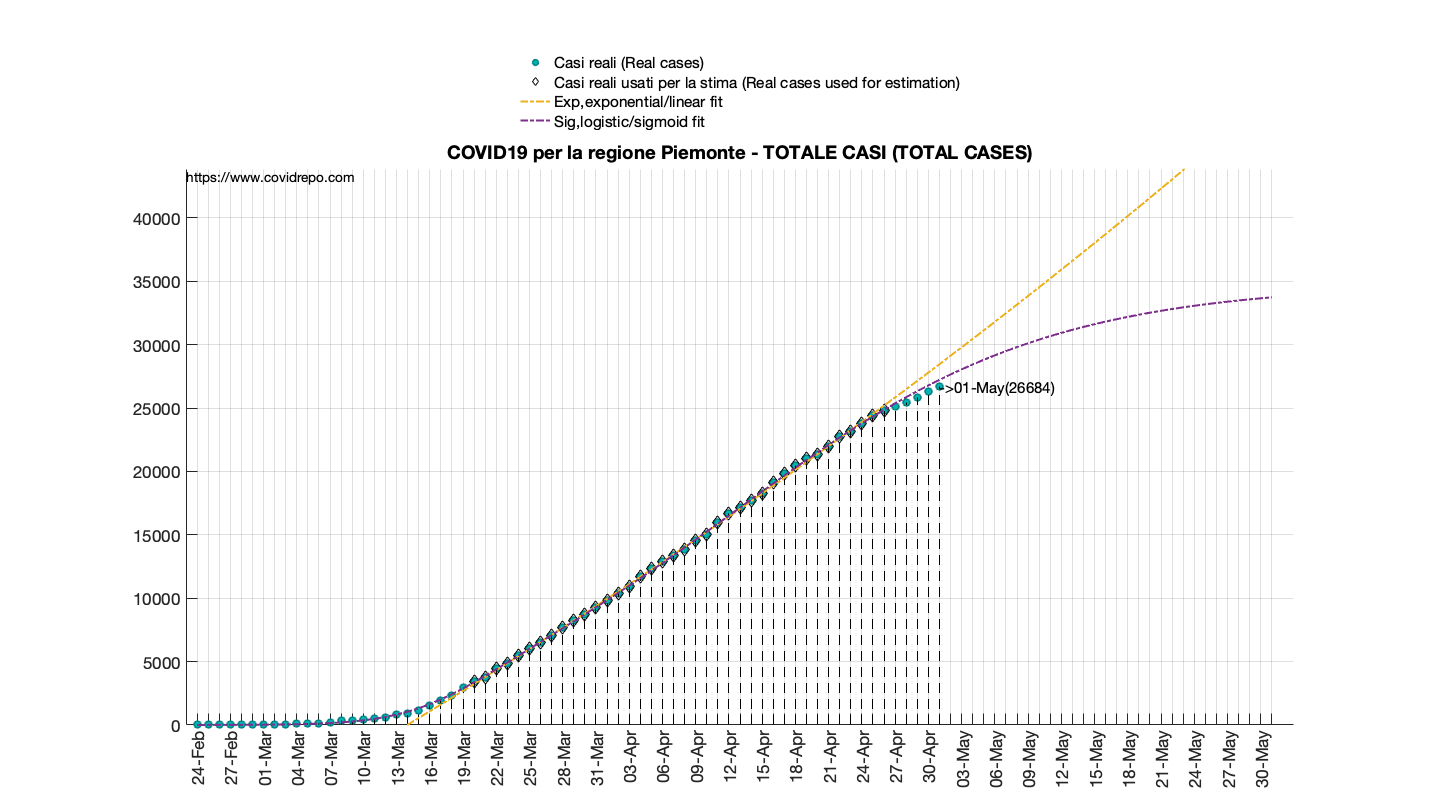 Casi reali (Real cases)
Casi reali usati per la stima (Real cases used for estimation)
Exp,exponential/linear fit
Sig,logistic/sigmoid fit
COVID19 per la regione Piemonte - TOTALE CASI (TOTAL CASES)
https://www.covidrepo.com
40000
35000
30000
25000
20000
15000
10000
5000
0
->01-May(26684)
24-Feb
27-Feb
01-Mar
04-Mar
07-Mar
10-Mar
13-Mar
16-Mar
19-Mar
22-Mar
25-Mar
28-Mar
31-Mar
03-Apr
06-Apr
09-Apr
12-Apr
15-Apr
18-Apr
21-Apr
24-Apr
27-Apr
30-Apr
03-May
06-May
09-May
12-May
15-May
18-May
21-May
24-May
27-May
30-May